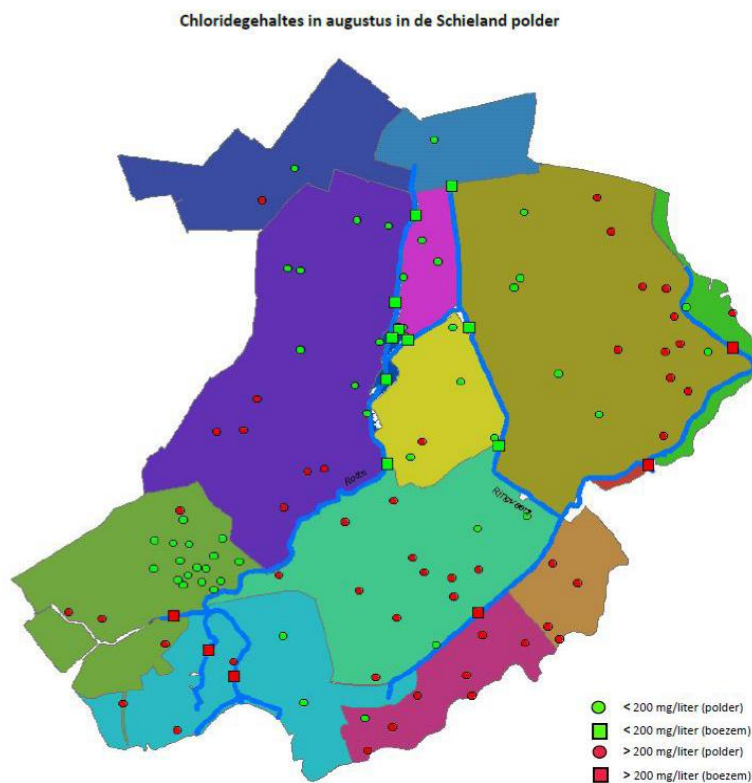 Chloridegehaltes in augustus in de Schieland polder
Rotte
Ringvaart
< 200 mg/liter (polder)
< 200 mg/liter (boezem)
> 200 mg/liter (polder)
> 200 mg/liter (boezem)